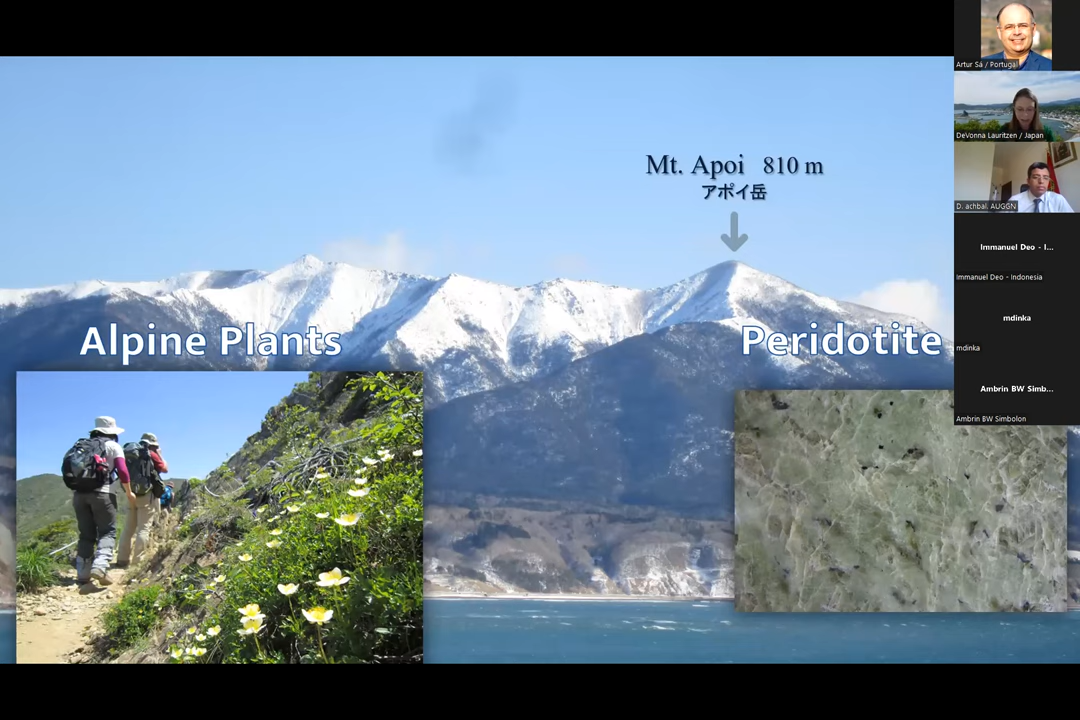 Mt. Apoi 810 m
アポイ岳
Alpine Plants
Peridotite
Artur Sá / Portugal
DeVonna Lauritzen / Japan
D. achbal. AUGGN
Immanuel Deo - I...
Immanuel Deo - Indonesia
mdinka
mdinka
Ambrin BW Simb...
Ambrin BW Simbolon